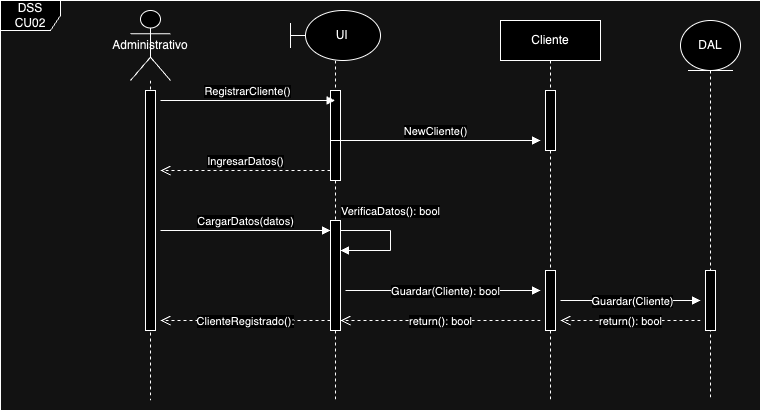 DSS
CU02
Administrativo
UI
Cliente
DAL
RegistrarCliente()
NewCliente()
IngresarDatos()
CargarDatos(datos)
VerificaDatos(): bool
Guardar(Cliente): bool
Guardar(Cliente)
ClienteRegistrado():
return(): bool
return(): bool